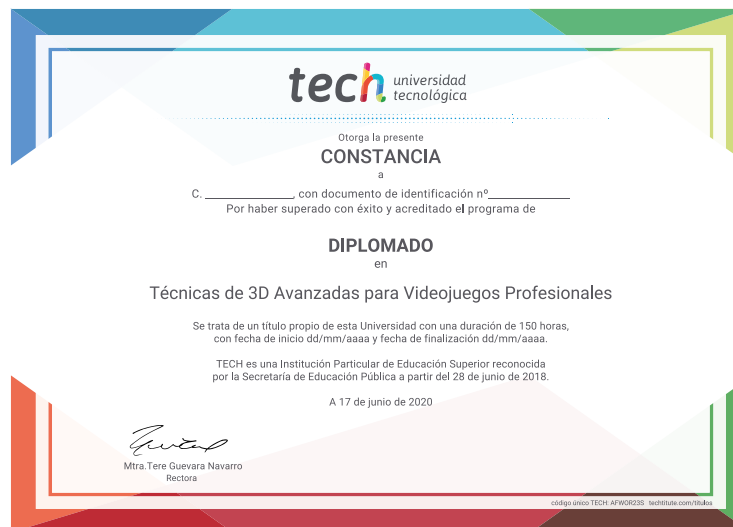 tech universidad
tecnológica
Otorga la presente
CONSTANCIA
a
C. ______________, con documento de identificación nº______________
Por haber superado con éxito y acreditado el programa de
DIPLOMADO
en
Técnicas de 3D Avanzadas para Videojuegos Profesionales
Se trata de un título propio de esta Universidad con una duración de 150 horas,
con fecha de inicio dd/mm/aaaa y fecha de finalización dd/mm/aaaa.
TECH es una Institución Particular de Educación Superior reconocida
por la Secretaría de Educación Pública a partir del 28 de junio de 2018.
A 17 de junio de 2020
Mtra.Tere Guevara Navarro
Rectora
código único TECH: AFWOR23S techtitute.com/titulos